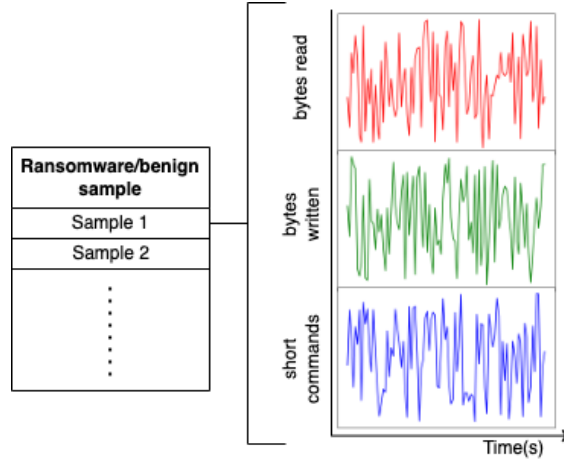 Ransomware/benign
sample
Sample 1
Sample 2
bytes read
bytes
written
short
commands
Time(s)